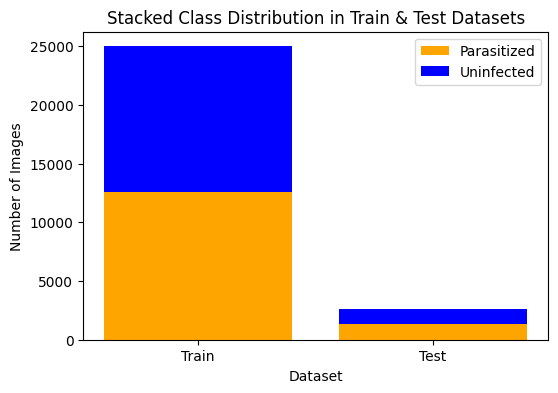 Stacked Class Distribution in Train & Test Datasets
Parasitized
Uninfected
25000
20000
15000
10000
5000
0
Number of Images
Train
Test
Dataset